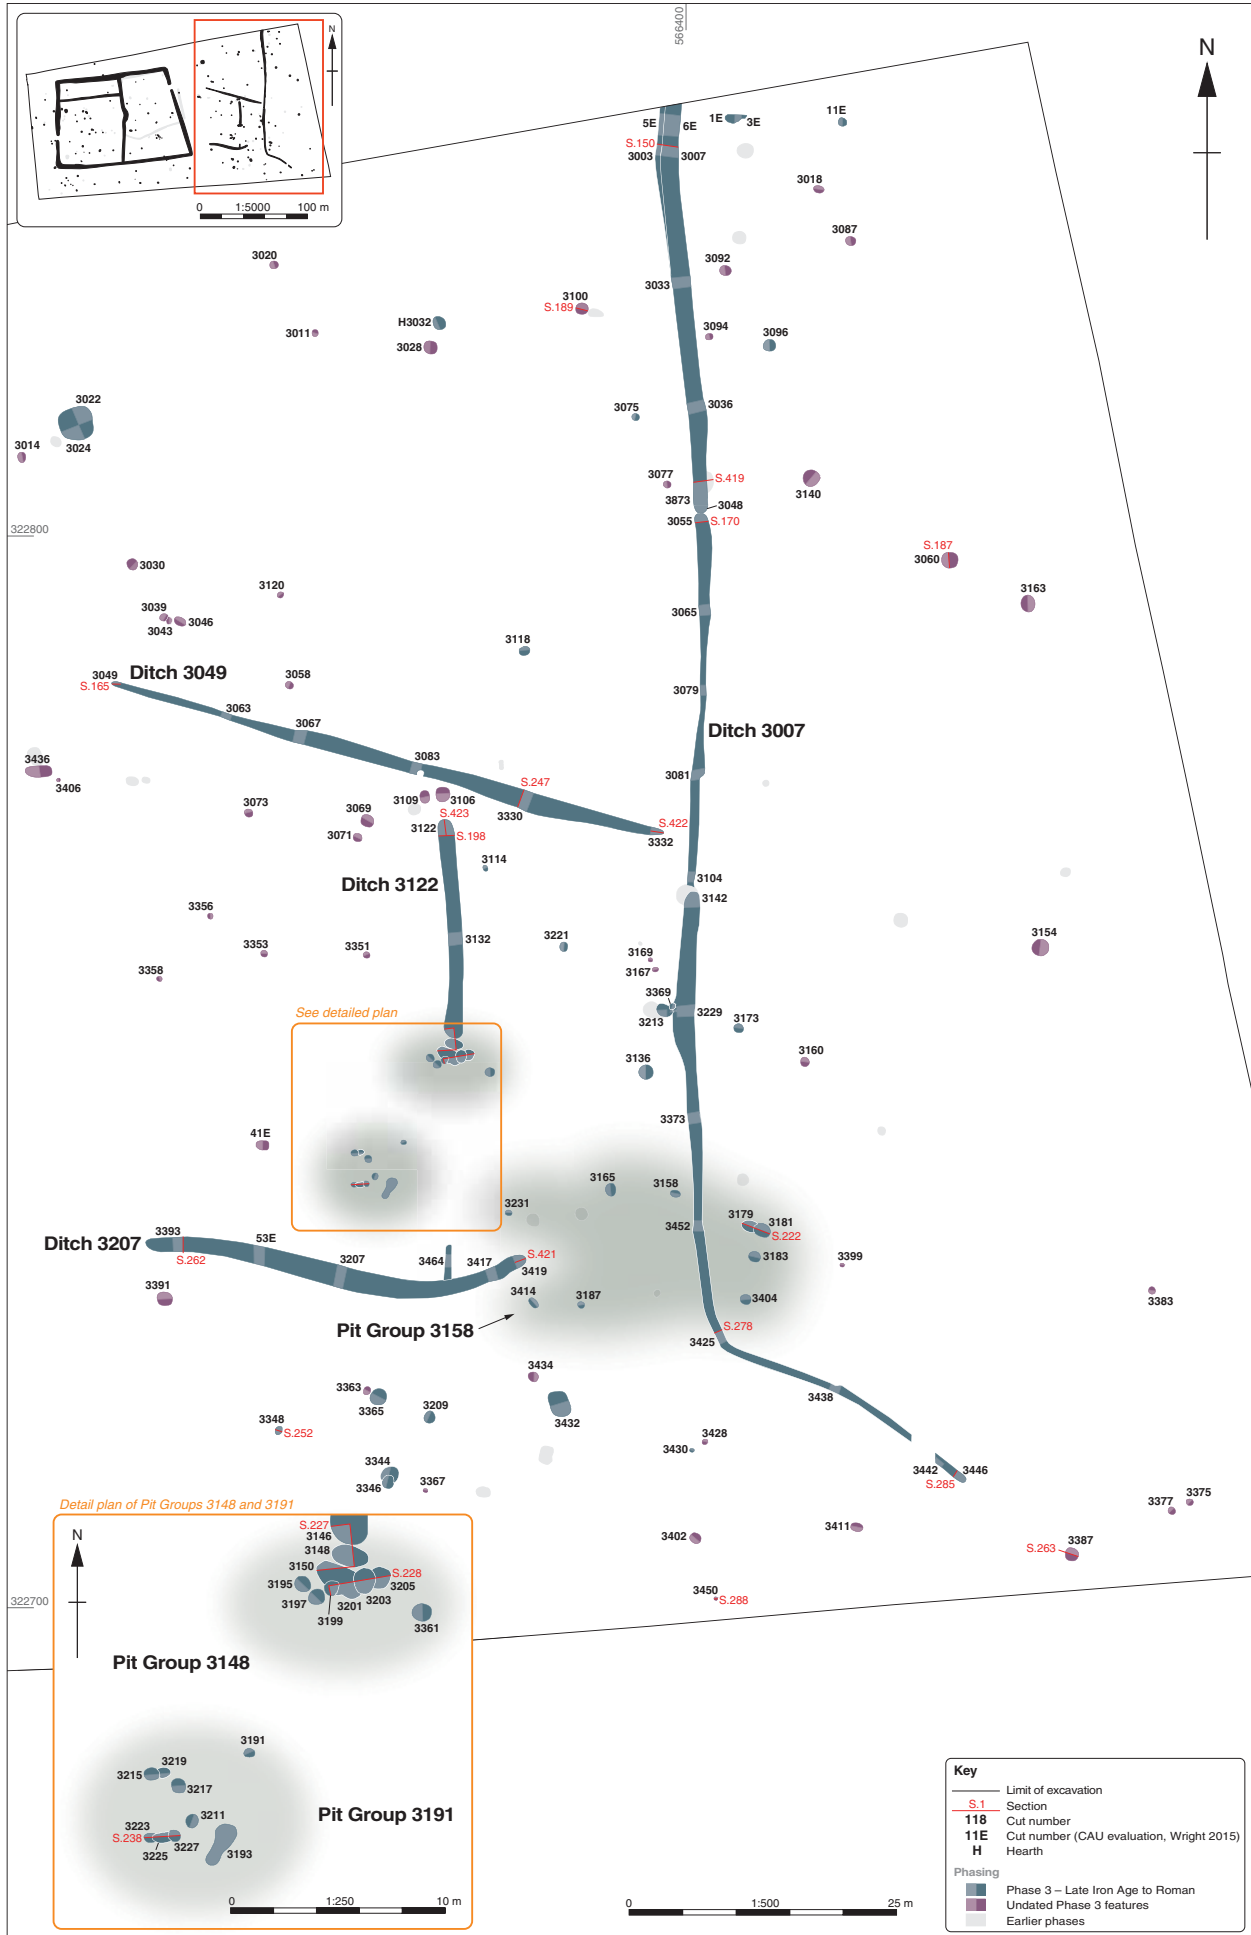 566400
N
N
0 1:5000 100 m
5E
6E
1E
3E
11E
S.150
3003
3007
3018
3087
3020
3092
3033
3100
S.189
H3032
3011
3028
3094
3096
3022
3036
3075
3024
3014
3077
S.419
3140
3873
3048
3055
S.170
322800
S.187
3060
3030
3163
3120
3039
3043
3046
3065
3118
3049
S.165
Ditch 3049
3058
3079
3063
3067
Ditch 3007
3083
3436
3406
3081
S.247
3109
3106
3073
3069
S.423
3330
S.422
3071
3122
S.198
3332
3114
3104
Ditch 3122
3142
3356
3132
3221
3154
3353
3351
3169
3167
3358
3369
See detailed plan
3213
3229
3173
3136
3160
3373
41E
3165
3158
3231
3179
3181
3393
53E
3452
S.222
Ditch 3207
S.262
3207
3464
3417
S.421
3419
3183
3399
3391
3414
3187
3404
3383
Pit Group 3158
S.278
3425
3434
3363
3438
3365
3209
3432
3348
S.252
3428
3430
3344
3442
3446
3346
3367
S.285
3375
3377
3402
3411
3387
S.263
3450
S.288
322700
Detail plan of Pit Groups 3148 and 3191
N
S.227
3146
3148
3150
S.228
3195
3205
3197
3201
3203
3199
3361
Pit Group 3148
3191
3219
3215
3217
3211
3223
Pit Group 3191
S.238
3227
3225
3193
0 1:250 10 m
0 1:500 25 m
Key
Limit of excavation
S.1 Section
118 Cut number
11E Cut number (CAU evaluation, Wright 2015)
H Hearth
Phasing
Phase 3 – Late Iron Age to Roman
Undated Phase 3 features
Earlier phases